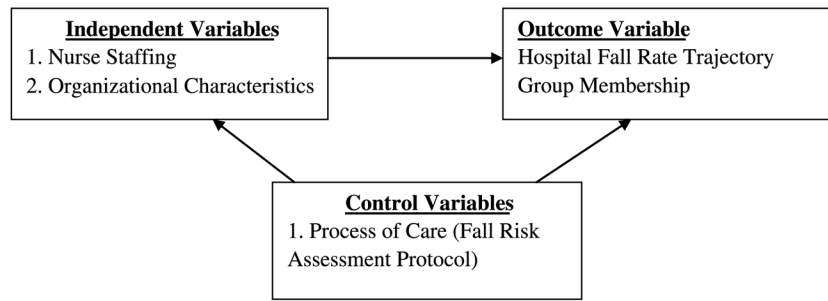 Independent Variables
1. Nurse Staffing
2. Organizational Characteristics
Outcome Variable
Hospital Fall Rate Trajectory
Group Membership
Control Variables
1. Process of Care (Fall Risk
Assessment Protocol)